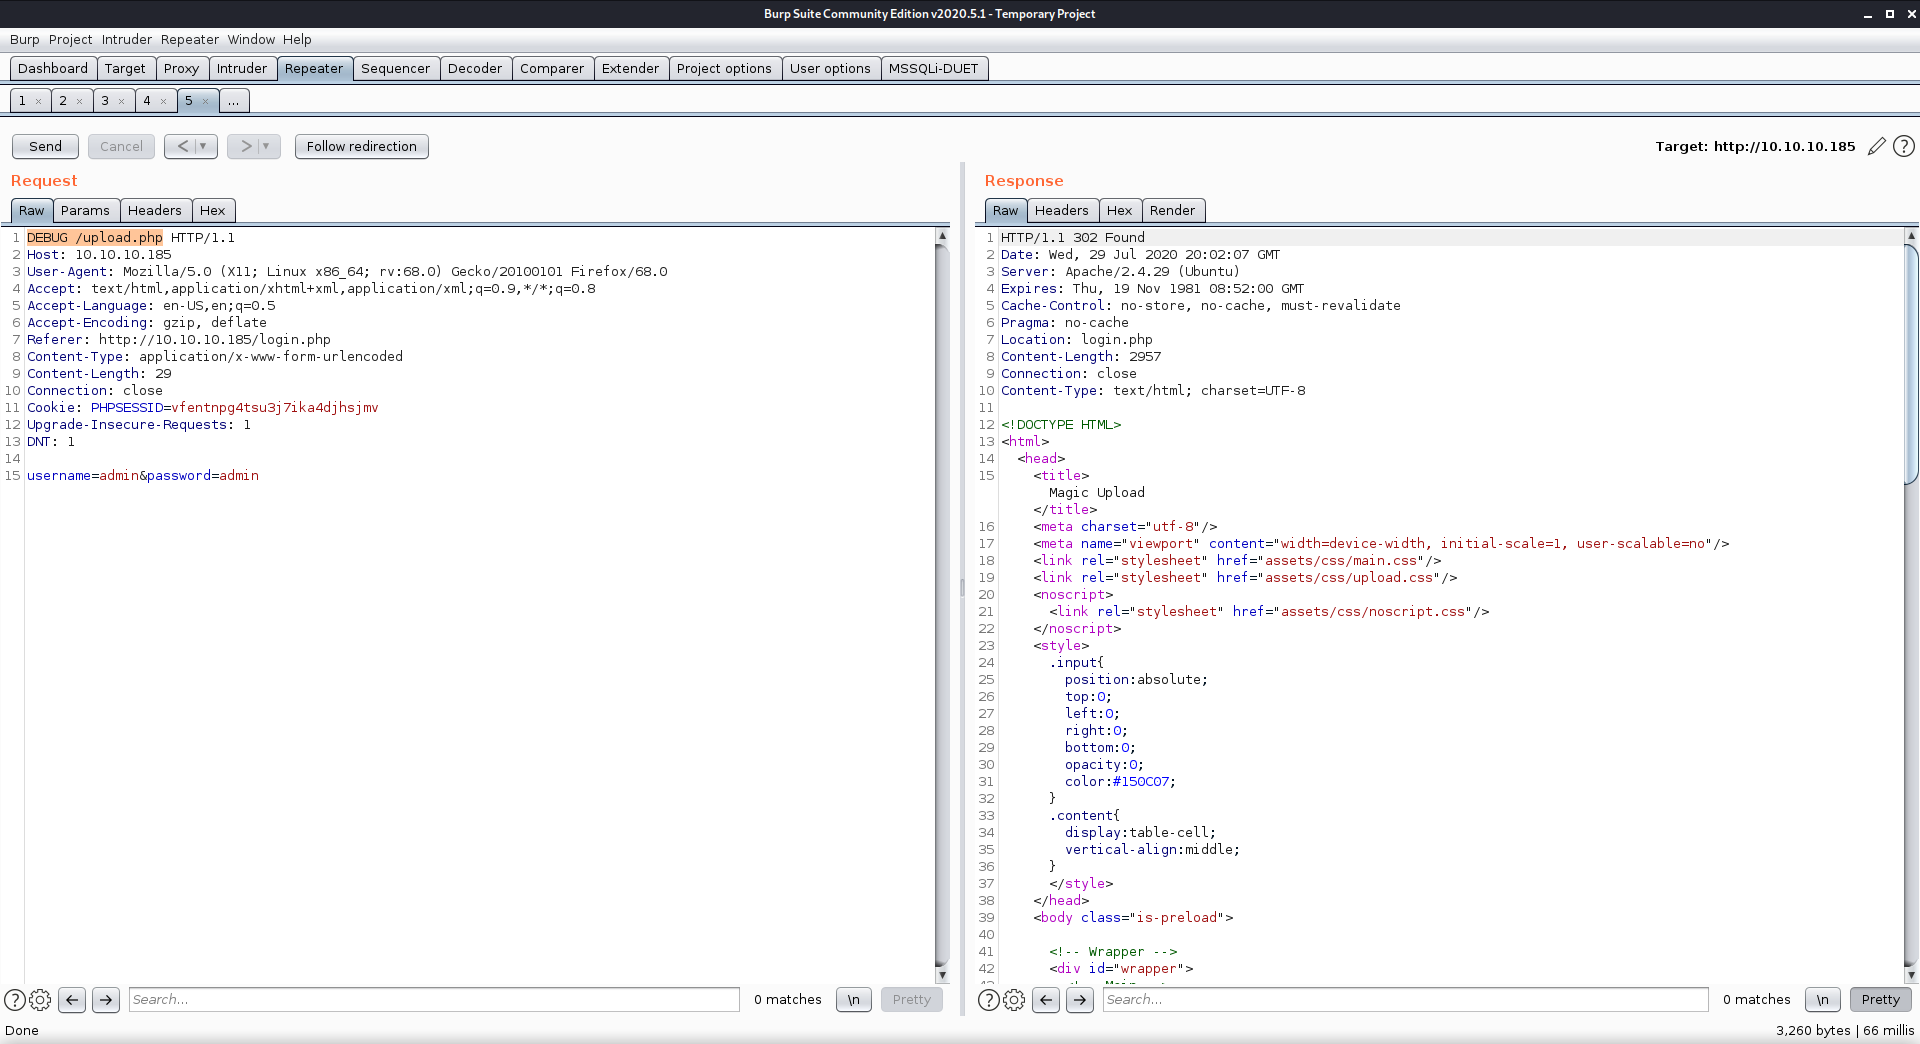 Burp Suite Community Edition v2020.5.1 - Temporary Project
Burp Project Intruder Repeater Window Help
Dashboard Target Proxy Intruder Repeater Sequencer Decoder Comparer Extender Project options User options MSSQLi-DUET
1 × 2 × 3 × 4 × 5 × ...
Send Cancel < > Follow redirection Target: http://10.10.10.185
Request
Raw Params Headers Hex
1 DEBUG /upload.php HTTP/1.1
2 Host: 10.10.10.185
3 User-Agent: Mozilla/5.0 (X11; Linux x86_64; rv:68.0) Gecko/20100101 Firefox/68.0
4 Accept: text/html,application/xhtml+xml,application/xml;q=0.9,*/*;q=0.8
5 Accept-Language: en-US,en;q=0.5
6 Accept-Encoding: gzip, deflate
7 Referer: http://10.10.10.185/login.php
8 Content-Type: application/x-www-form-urlencoded
9 Content-Length: 29
10 Connection: close
11 Cookie: PHPSESSID=vfentnpg4tsu3j7ika4djhsjmv
12 Upgrade-Insecure-Requests: 1
13 DNT: 1
14
15 username=admin&password=admin
Search... 0 matches \n Pretty
Response
Raw Headers Hex Render
1 HTTP/1.1 302 Found
2 Date: Wed, 29 Jul 2020 20:02:07 GMT
3 Server: Apache/2.4.29 (Ubuntu)
4 Expires: Thu, 19 Nov 1981 08:52:00 GMT
5 Cache-Control: no-store, no-cache, must-revalidate
6 Pragma: no-cache
7 Location: login.php
8 Content-Length: 2957
9 Connection: close
10 Content-Type: text/html; charset=UTF-8
11
12 <!DOCTYPE HTML>
13 <html>
14 <head>
15 <title>
Magic Upload
</title>
16 <meta charset="utf-8"/>
17 <meta name="viewport" content="width=device-width, initial-scale=1, user-scalable=no"/>
18 <link rel="stylesheet" href="assets/css/main.css"/>
19 <link rel="stylesheet" href="assets/css/upload.css"/>
20 <noscript>
21 <link rel="stylesheet" href="assets/css/noscript.css"/>
22 </noscript>
23 <style>
24 .input{
25 position:absolute;
26 top:0;
27 left:0;
28 right:0;
29 bottom:0;
30 opacity:0;
31 color:#150C07;
32 }
33 .content{
34 display:table-cell;
35 vertical-align:middle;
36 }
37 </style>
38 </head>
39 <body class="is-preload">
40
41 <!-- Wrapper -->
42 <div id="wrapper">
Search... 0 matches \n Pretty
Done 3,260 bytes | 66 millis